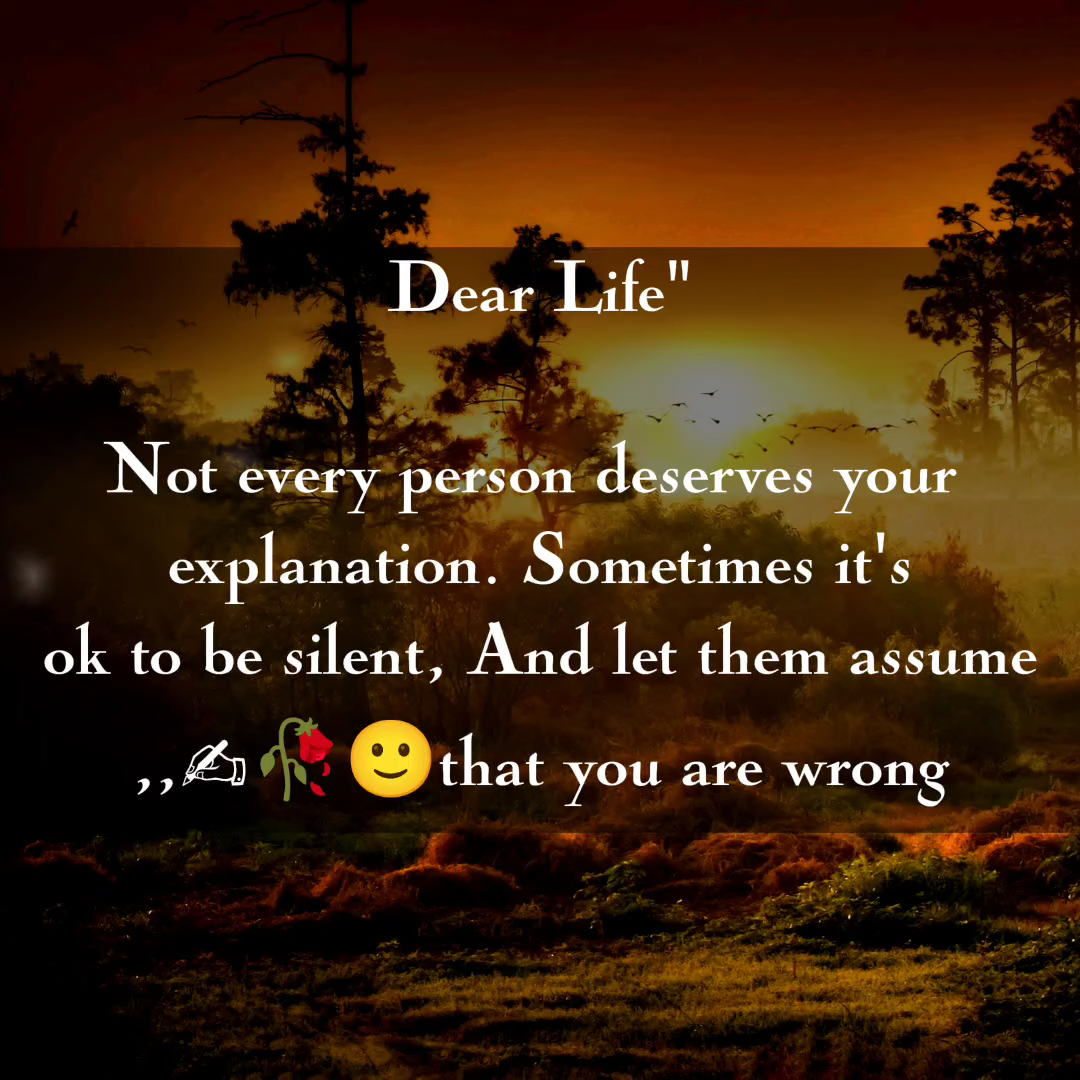 Dear Life"
Not every person deserves your
explanation. Sometimes it's
ok to be silent, And let them assume
,,✍🥀🙂that you are wrong